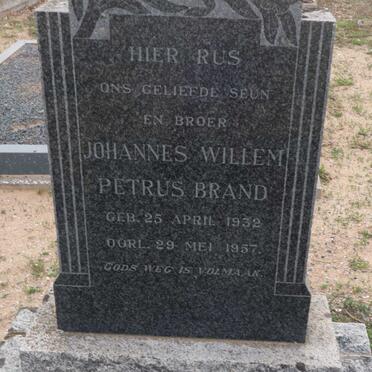 HIER RUS
ONS GELIEFDE SEUN
EN BROER
JOHANNES WILLEM
PETRUS BRAND
GEB. 25 APRIL 1932
OORL. 29 MEI 1957.
GODS WEG IS VOLMAAK.